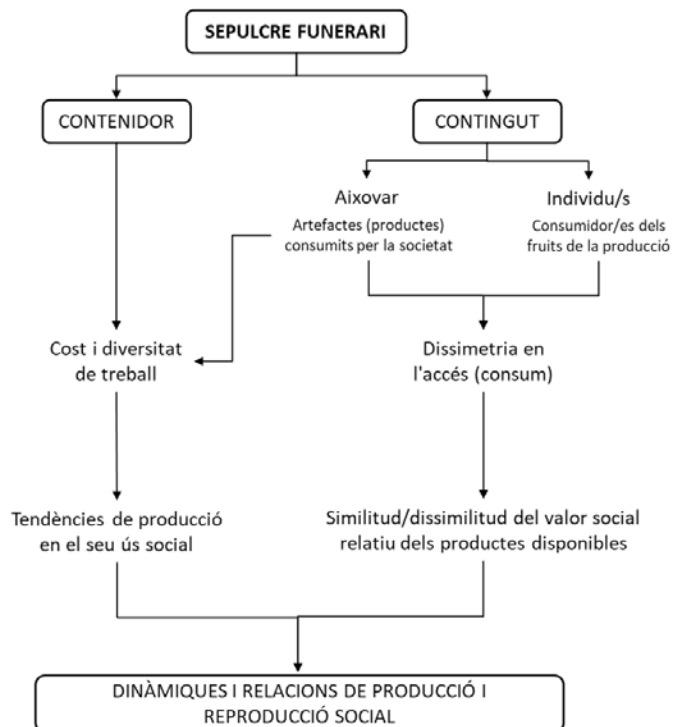 SEPULCRE FUNERARI
CONTENIDOR
CONTINGUT
Aixovar
Artefactes (productes)
consumits per la societat
Individu/s
Consumidor/es dels
fruits de la producció
Cost i diversitat
de treball
Dissimetria en
l'accés (consum)
Tendències de producció
en el seu ús social
Similitud/dissimilitud del valor social
relatiu dels productes disponibles
DINÀMIQUES I RELACIONS DE PRODUCCIÓ I
REPRODUCCIÓ SOCIAL